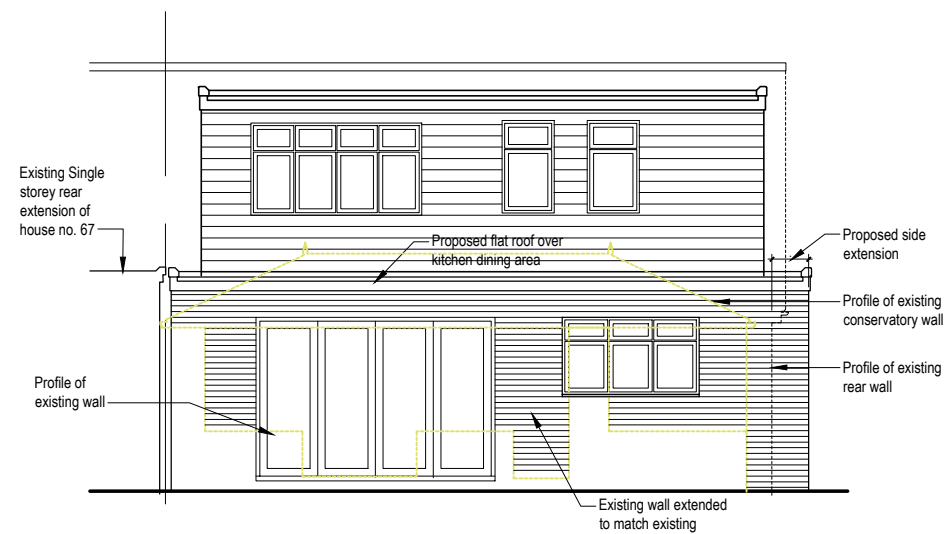 Existing Single
storey rear
extension of
house no. 67
Proposed flat roof over
kitchen dining area
Proposed side
extension
Profile of existing
conservatory wall
Profile of existing
rear wall
Profile of
existing wall
Existing wall extended
to match existing